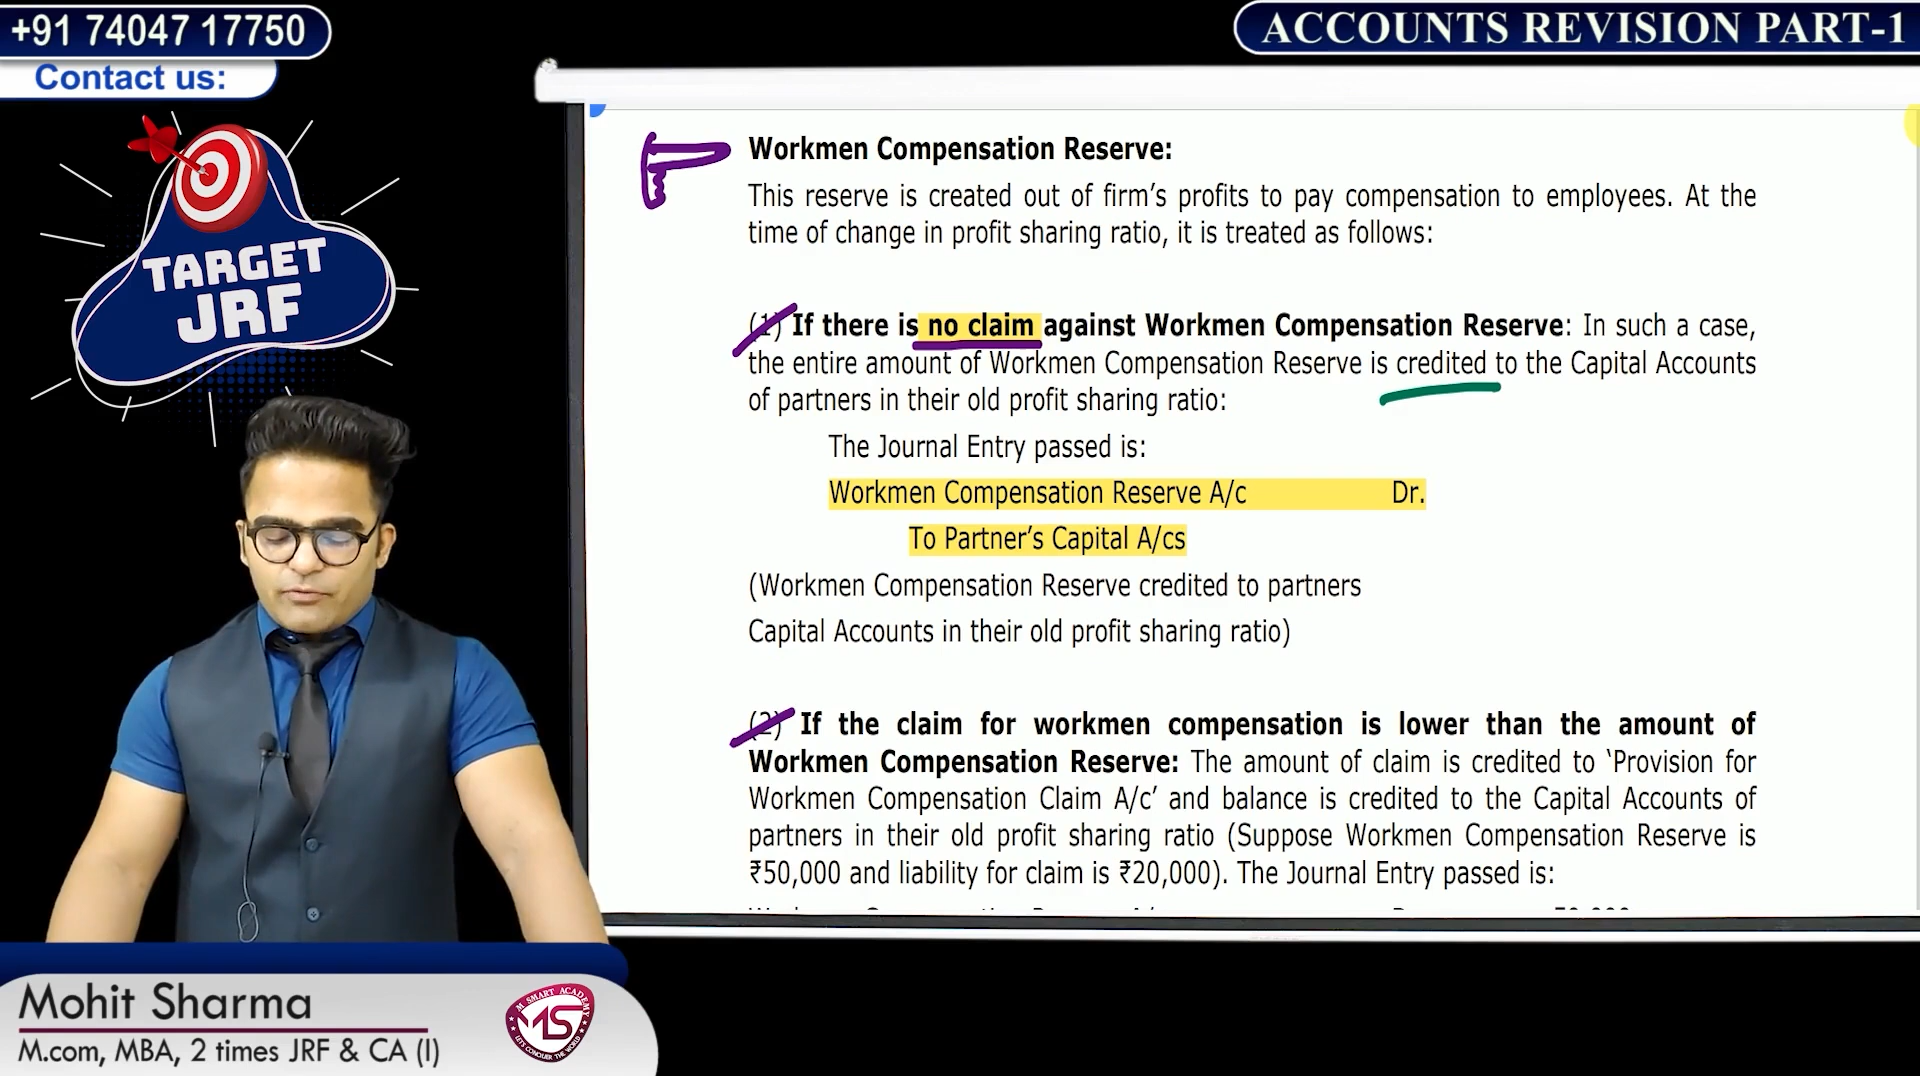 +91 74047 17750
Contact us:
ACCOUNTS REVISION PART-1
TARGET
JRF
Workmen Compensation Reserve:
This reserve is created out of firm’s profits to pay compensation to employees. At the
time of change in profit sharing ratio, it is treated as follows:
(1) If there is no claim against Workmen Compensation Reserve: In such a case,
the entire amount of Workmen Compensation Reserve is credited to the Capital Accounts
of partners in their old profit sharing ratio:
The Journal Entry passed is:
Workmen Compensation Reserve A/c Dr.
To Partner’s Capital A/cs
(Workmen Compensation Reserve credited to partners
Capital Accounts in their old profit sharing ratio)
(2) If the claim for workmen compensation is lower than the amount of
Workmen Compensation Reserve: The amount of claim is credited to ‘Provision for
Workmen Compensation Claim A/c’ and balance is credited to the Capital Accounts of
partners in their old profit sharing ratio (Suppose Workmen Compensation Reserve is
₹50,000 and liability for claim is ₹20,000). The Journal Entry passed is:
Mohit Sharma
M.com, MBA, 2 times JRF & CA (I)
M SMART ACADEMY
MS
LETS CONQUER THE WORLD